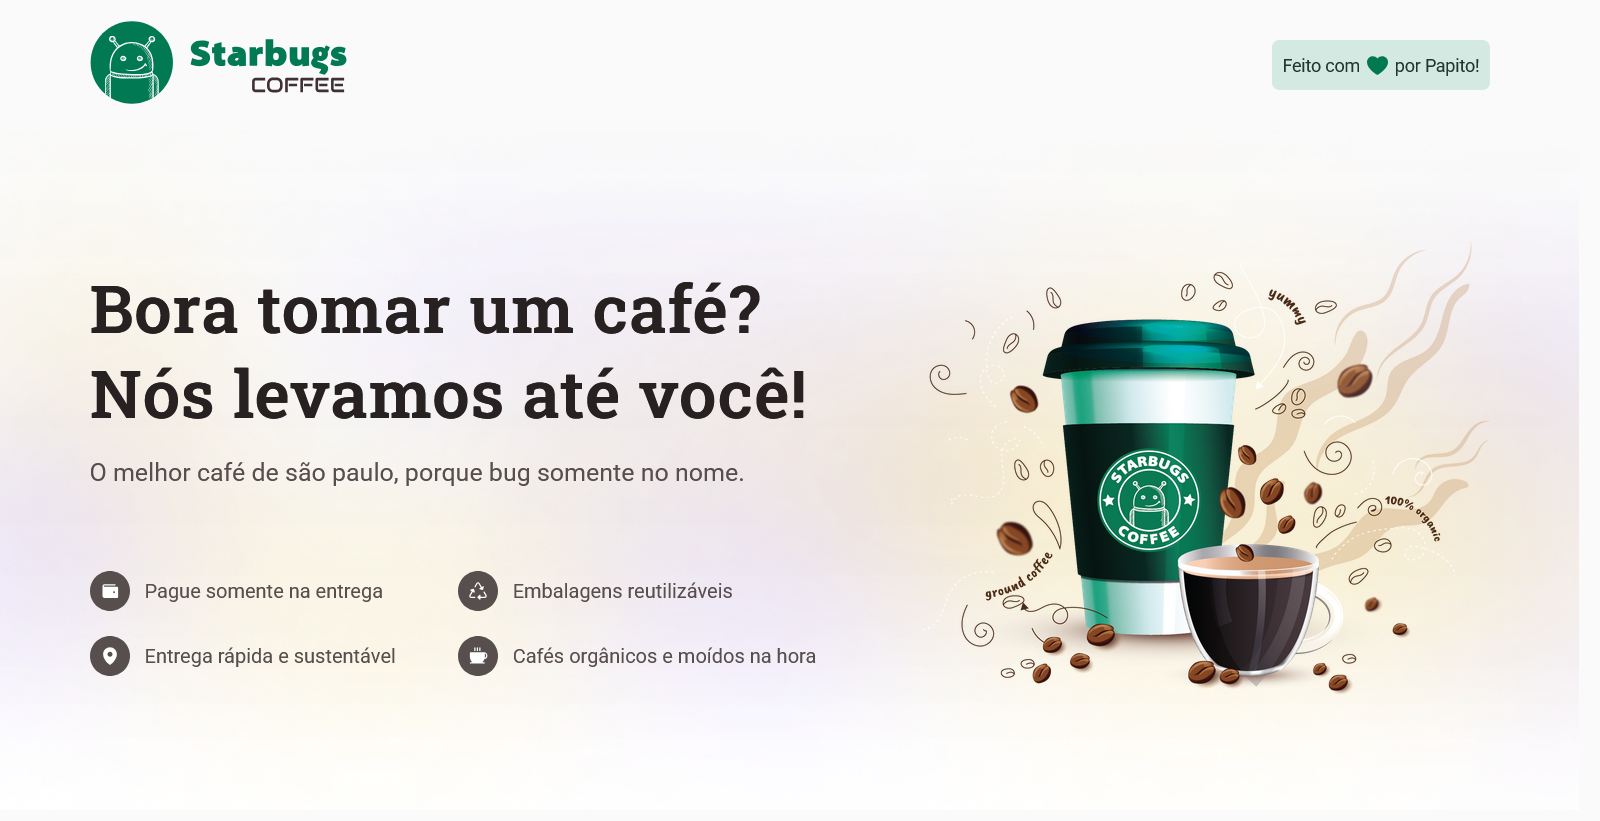 Starbugs
COFFEE
Feito com por Papito!
Bora tomar um café?
Nós levamos até você!
O melhor café de são paulo, porque bug somente no nome.
Pague somente na entrega
Embalagens reutilizáveis
Entrega rápida e sustentável
Cafés orgânicos e moídos na hora
yummy
STARBUGS
COFFEE
100% organic
ground coffee